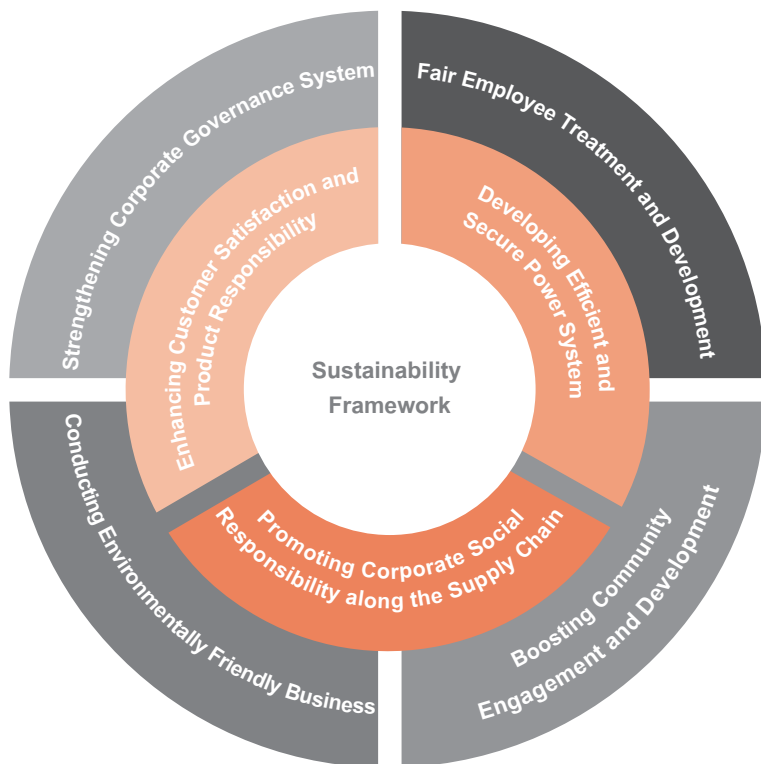 Strengthening Corporate Governance System
Fair Employee Treatment and Development
Enhancing Customer Satisfaction and
Product Responsibility
Developing Efficient and
Secure Power System
Sustainability
Framework
Promoting Corporate Social
Responsibility along the Supply Chain
Conducting Environmentally Friendly Business
Boosting Community
Engagement and Development